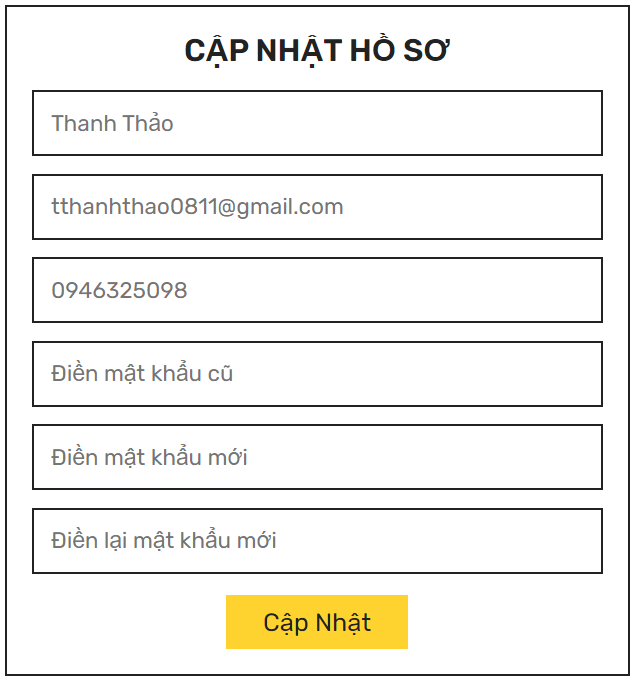 CẬP NHẬT HỒ SƠ
Thanh Thảo
tthanhthao0811@gmail.com
0946325098
Điền mật khẩu cũ
Điền mật khẩu mới
Điền lại mật khẩu mới
Cập Nhật